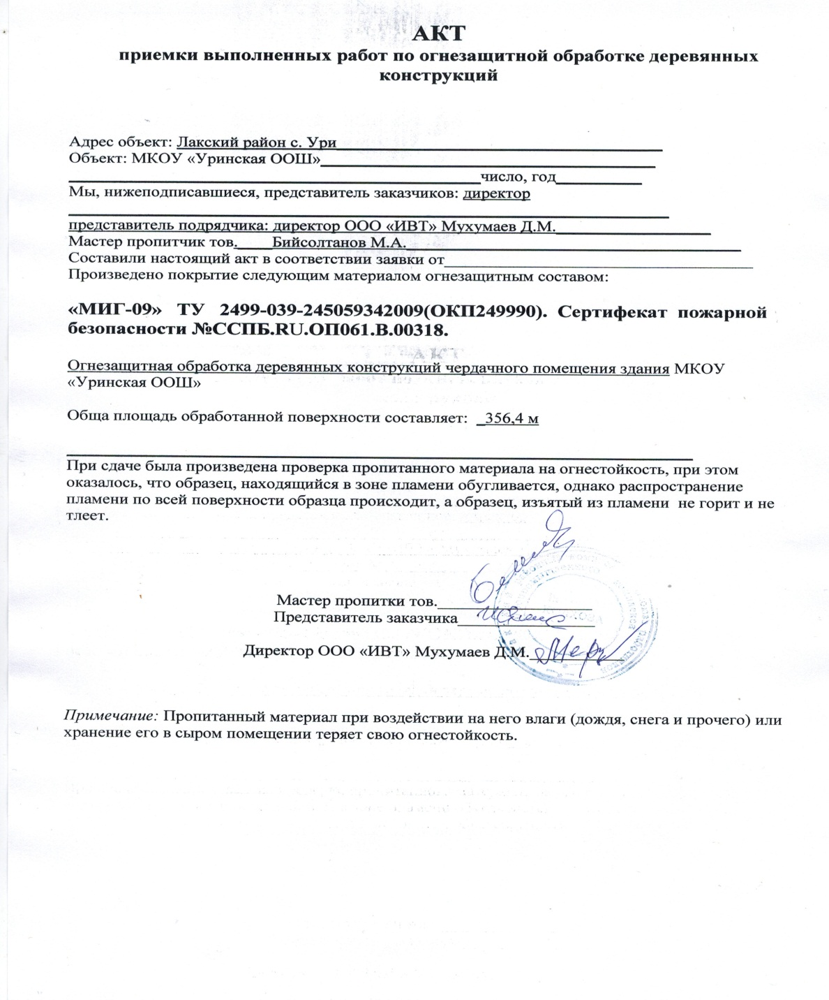 АКТ
приемки выполненных работ по огнезащитной обработке деревянных
конструкций
Адрес объект: Лакский район с. Ури
Объект: МКОУ «Уринская ООШ»
число, год
Мы, нижеподписавшиеся, представитель заказчиков: директор
представитель подрядчика: директор ООО «ИВТ» Мухумаев Д.М.
Мастер пропитчик тов. Бийсолтанов М.А.
Составили настоящий акт в соответствии заявки от
Произведено покрытие следующим материалом огнезащитным составом:
«МИГ-09» ТУ 2499-039-245059342009(ОКП249990). Сертифекат пожарной
безопасности №ССПБ.RU.ОП061.В.00318.
Огнезащитная обработка деревянных конструкций чердачного помещения здания МКОУ
«Уринская ООШ»
Обща площадь обработанной поверхности составляет: _356,4 м
При сдаче была произведена проверка пропитанного материала на огнестойкость, при этом
оказалось, что образец, находящийся в зоне пламени обугливается, однако распространение
пламени по всей поверхности образца происходит, а образец, изъятый из пламени не горит и не
тлеет.
Мастер пропитки тов.
Представитель заказчика
Директор ООО «ИВТ» Мухумаев Д.М.
Примечание: Пропитанный материал при воздействии на него влаги (дождя, снега и прочего) или
хранение его в сыром помещении теряет свою огнестойкость.